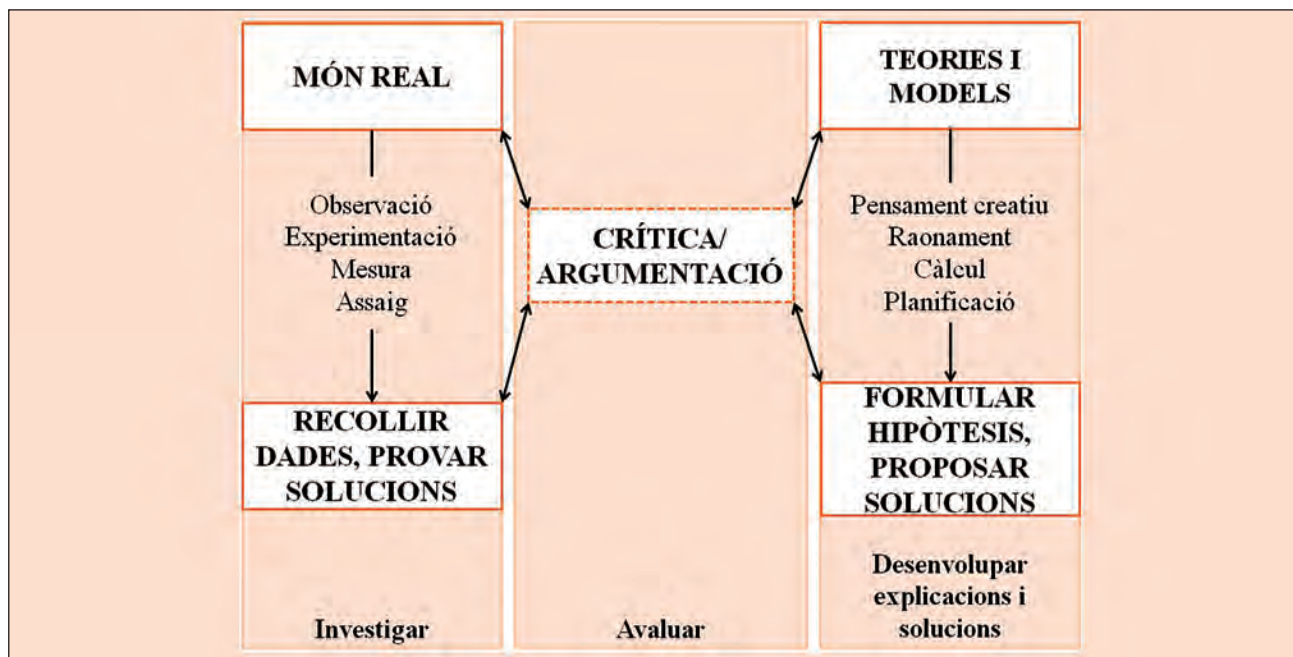 MÓN REAL
Observació
Experimentació
Mesura
Assaig
RECOLLIR
DADES, PROVAR
SOLUCIONS
Investigar
CRÍTICA/
ARGUMENTACIÓ
Avaluar
TEORIES I
MODELS
Pensament creatiu
Raonament
Càlcul
Planificació
FORMULAR
HIPÒTESIS,
PROPOSAR
SOLUCIONS
Desenvolupar
explicacions i
solucions